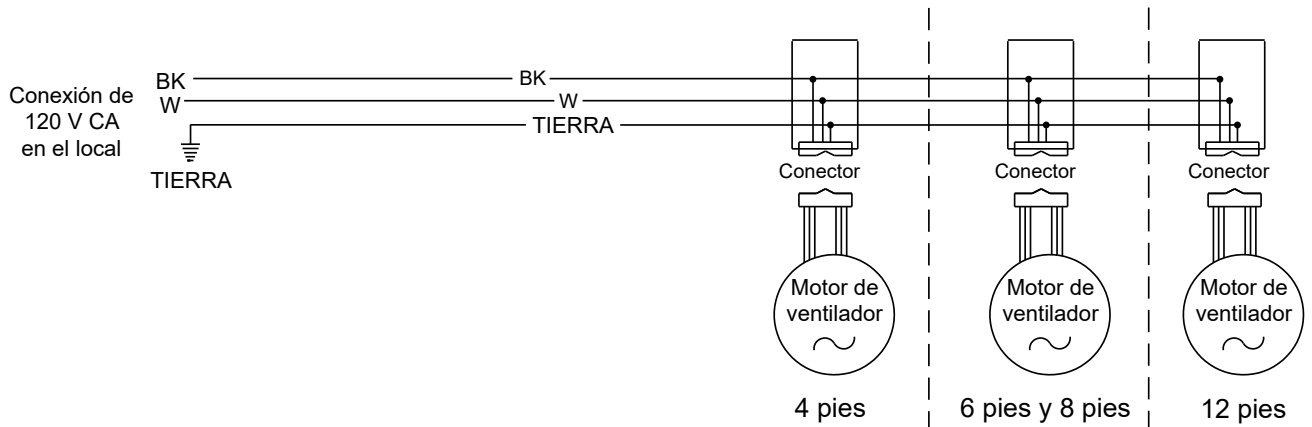 Conexión de
120 V CA
en el local
BK
W
TIERRA
BK
W
TIERRA
Conector
Conector
Conector
Motor de
ventilador
Motor de
ventilador
Motor de
ventilador
4 pies
6 pies y 8 pies
12 pies